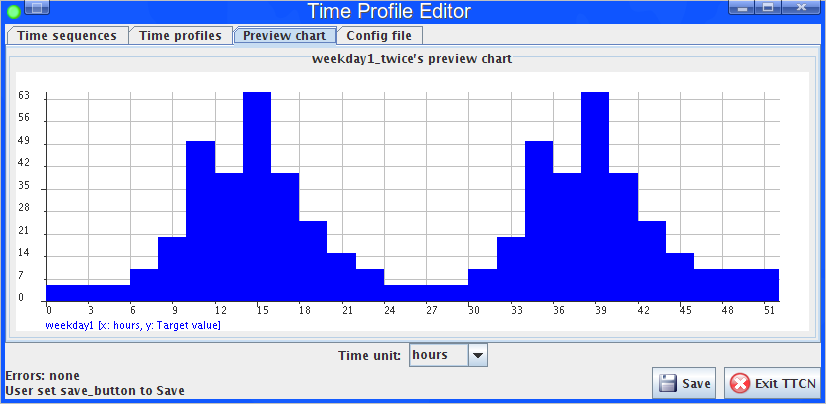 Time Profile Editor
Time sequences Time profiles Preview chart Config file
weekday1_twice's preview chart
63
56
49
42
35
28
21
14
7
0
0 3 6 9 12 15 18 21 24 27 30 33 36 39 42 45 48 51
weekday1 [x: hours, y: Target value]
Time unit: hours
Errors: none
User set save_button to Save
Save Exit TTCN